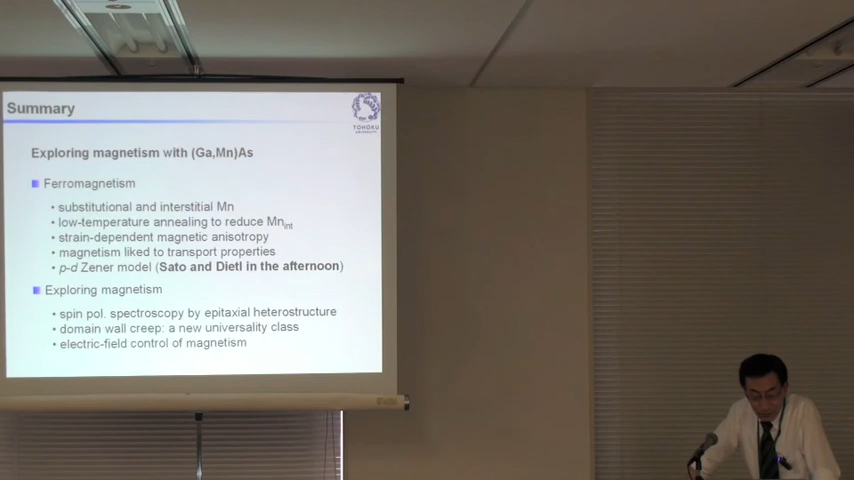 Summary
TOHOKU
UNIVERSITY
Exploring magnetism with (Ga,Mn)As
Ferromagnetism
• substitutional and interstitial Mn
• low-temperature annealing to reduce Mnint
• strain-dependent magnetic anisotropy
• magnetism liked to transport properties
• p-d Zener model (Sato and Dietl in the afternoon)
Exploring magnetism
• spin pol. spectroscopy by epitaxial heterostructure
• domain wall creep: a new universality class
• electric-field control of magnetism